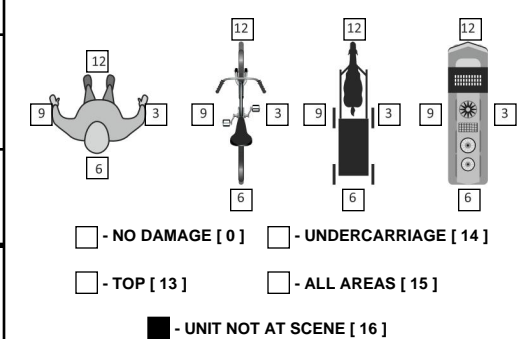 12 12 12
12
9 3 9 3 9 3 9 3
6
6 6 6
- NO DAMAGE [ 0 ] - UNDERCARRIAGE [ 14 ]
- TOP [ 13 ] - ALL AREAS [ 15 ]
- UNIT NOT AT SCENE [ 16 ]